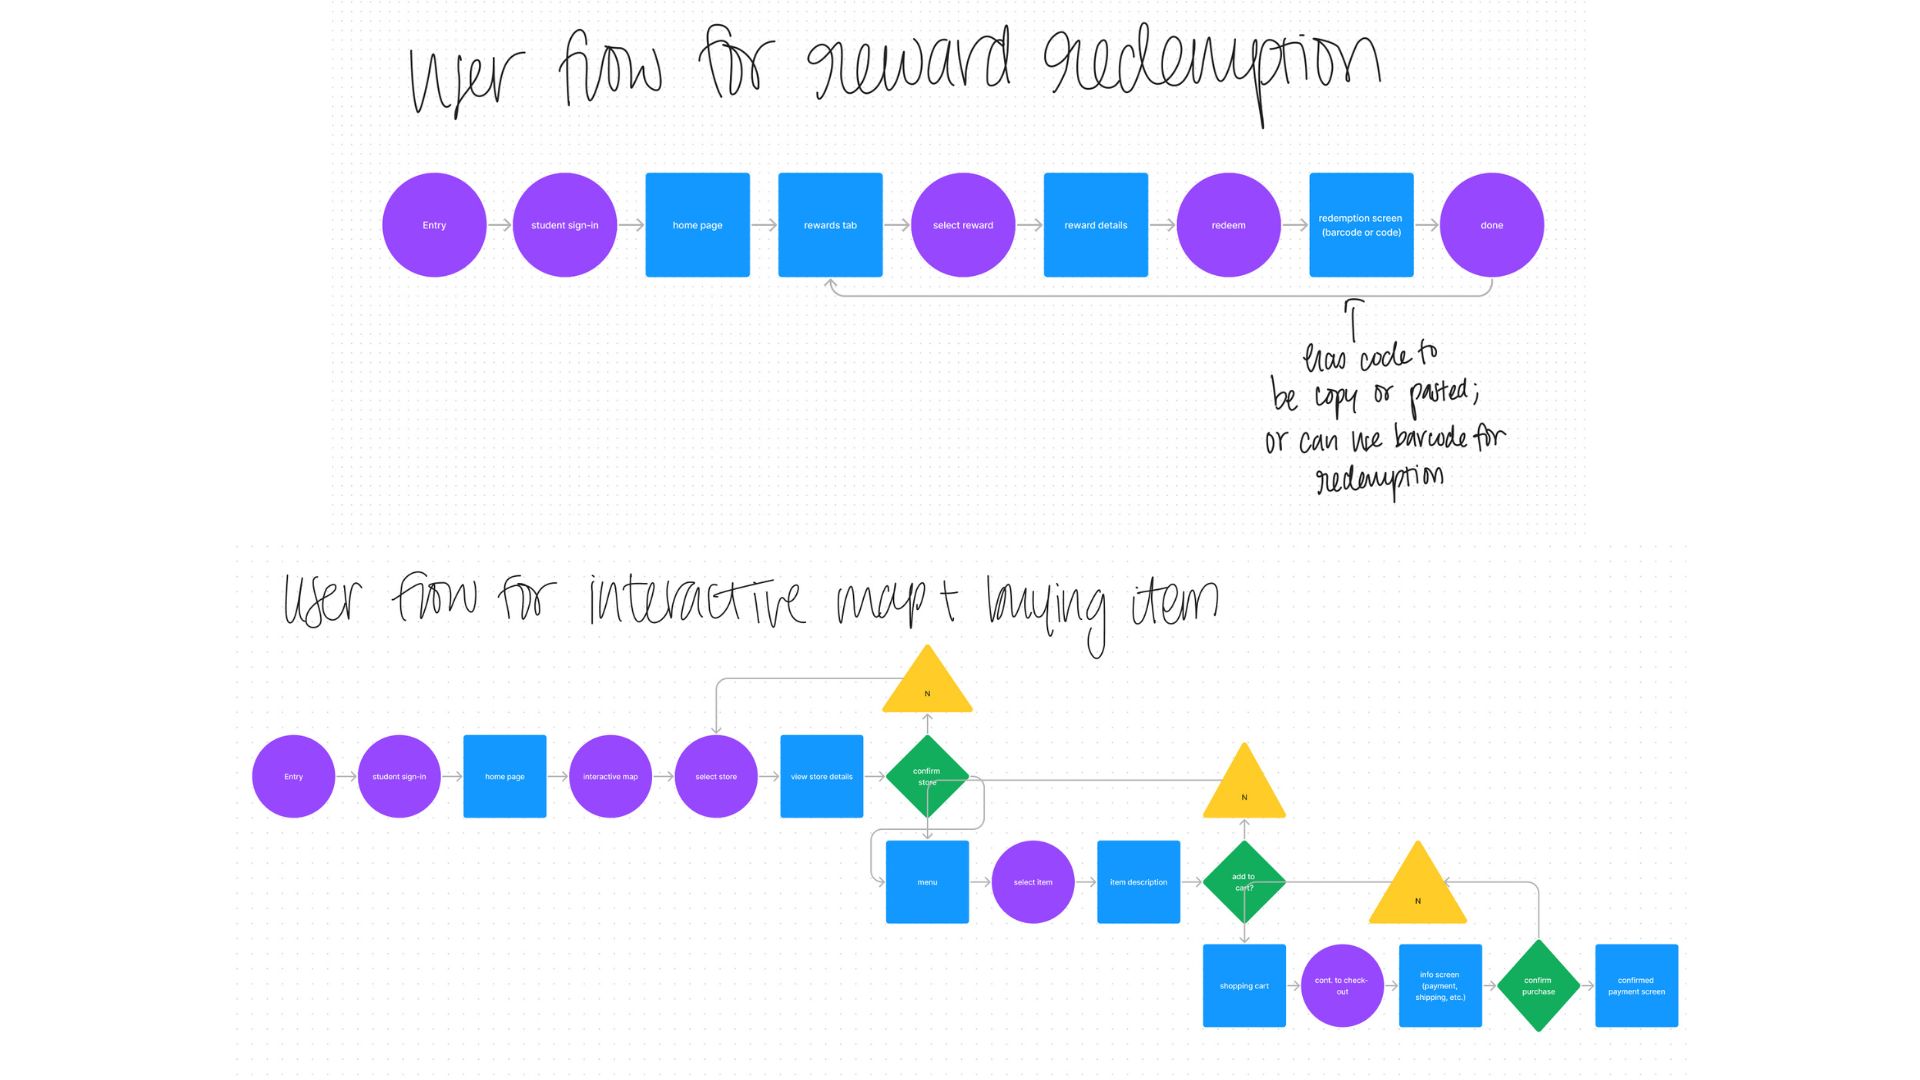 User flow for reward redemption
Entry
student sign-in
home page
rewards tab
select reward
reward details
redeem
redemption screen
(barcode or code)
done
has code to
be copy or pasted;
or can use barcode for
redemption
User flow for interactive map + buying item
N
Entry
student sign-in
home page
interactive map
select store
view store details
confirm
store
N
menu
select item
item description
add to
cart?
N
shopping cart
cont. to check-
out
info screen
(payment,
shipping, etc.)
confirm
purchase
confirmed
payment screen